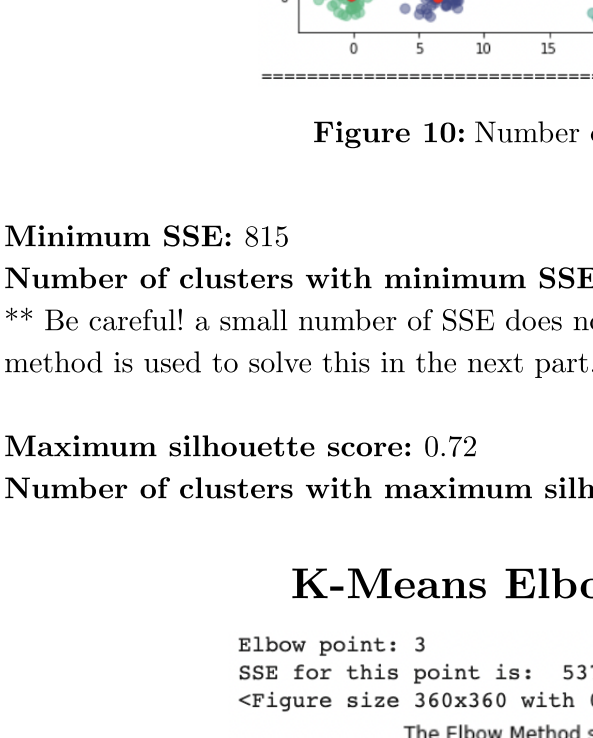 0 5 10 15
==============================
Figure 10: Number
Minimum SSE: 815
Number of clusters with minimum SSE
** Be careful! a small number of SSE does
method is used to solve this in the next part.
Maximum silhouette score: 0.72
Number of clusters with maximum
K-Means
Elbow point: 3
SSE for this point is: 537
<Figure size 360x360 with
The Elbow Method